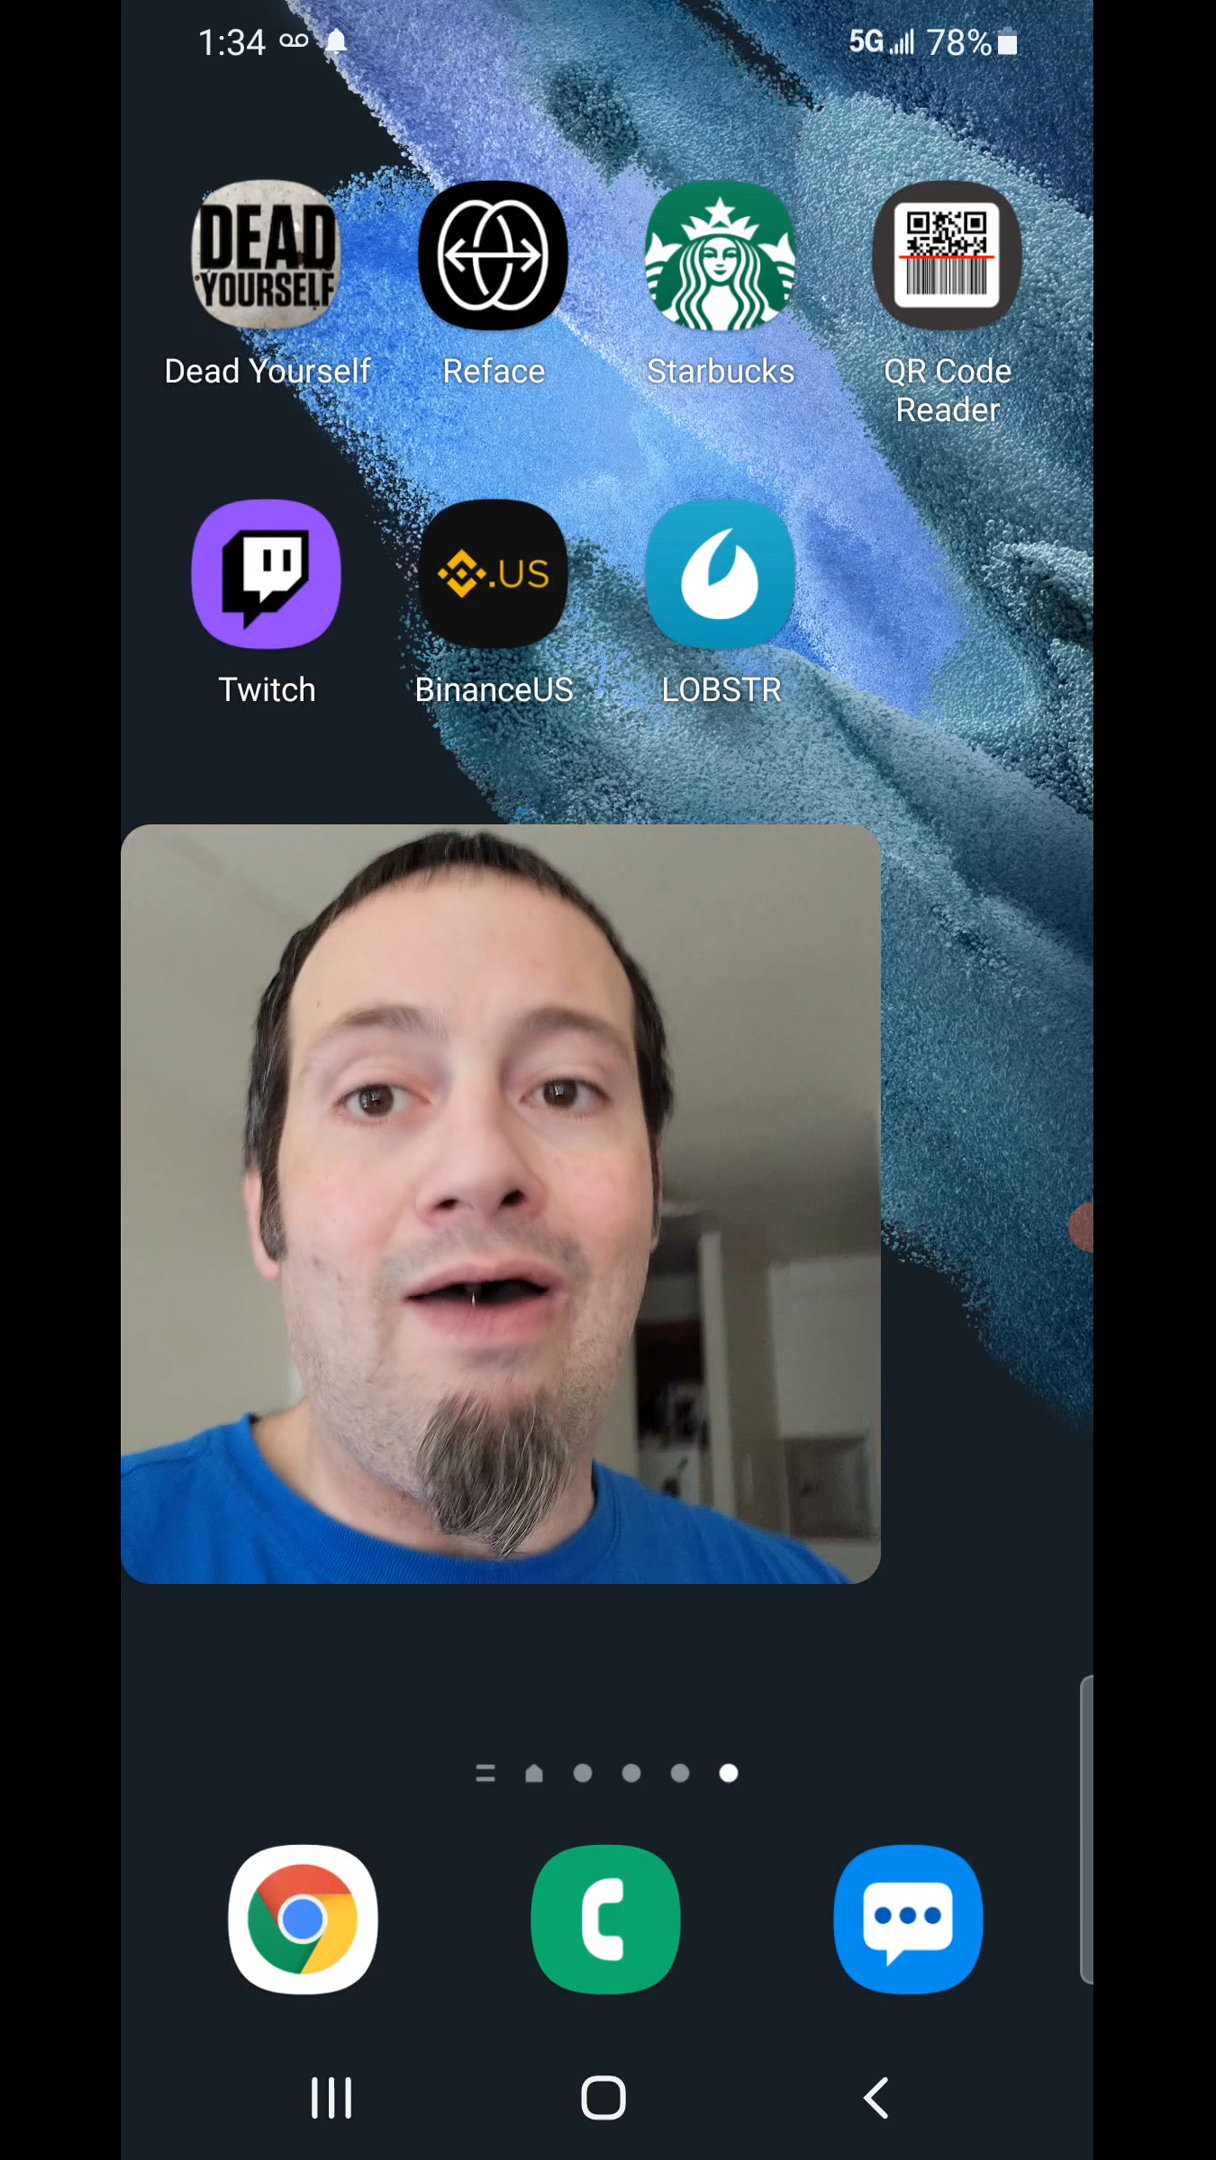 1:34
5G 78%
DEAD
YOURSELF
Dead Yourself
Reface
Starbucks
QR Code
Reader
.US
Twitch
BinanceUS
LOBSTR